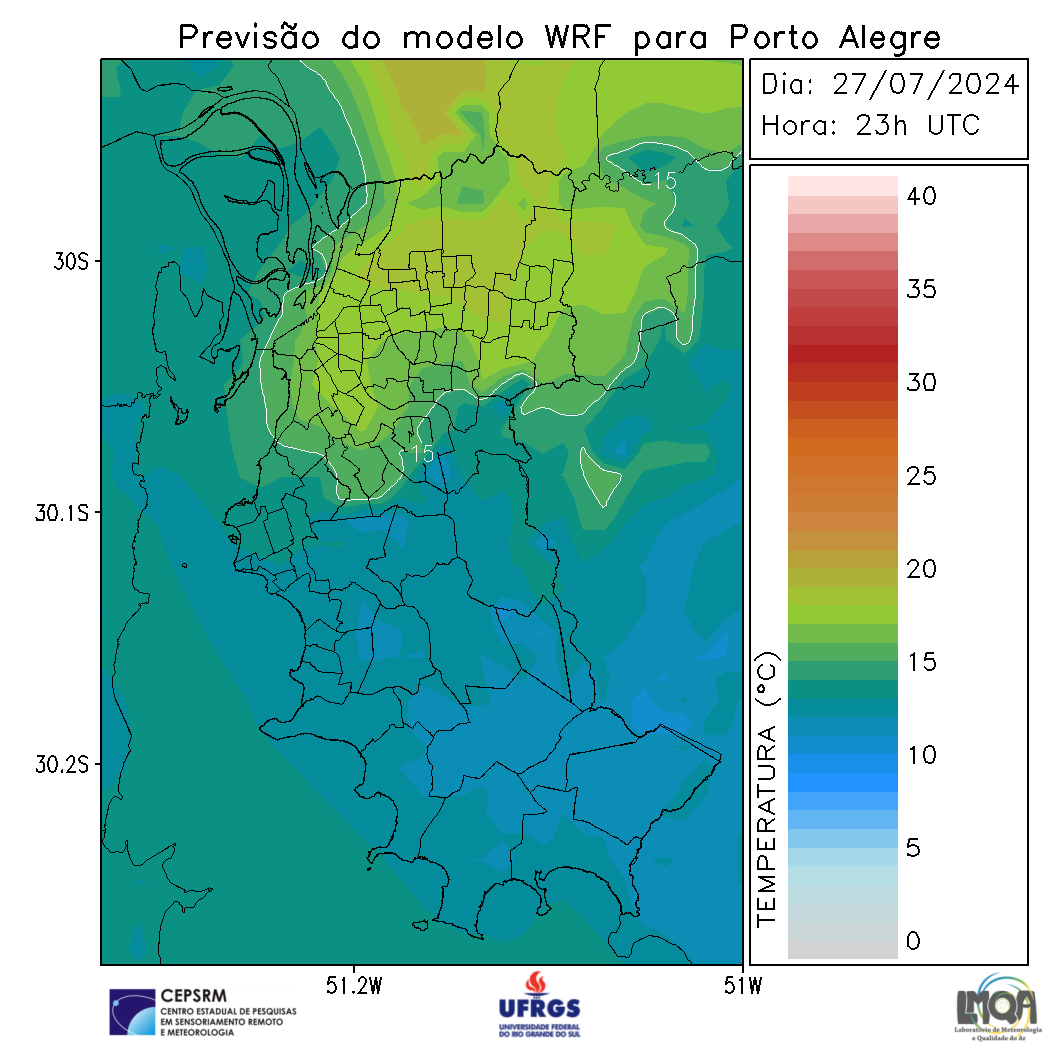 Previsão do modelo WRF para Porto Alegre
Dia: 27/07/2024
Hora: 23h UTC
40
35
30
25
20
15
10
5
0
TEMPERATURA (°C)
30S
30.1S
30.2S
15
15
51.2W
51W
CEPSRM
CENTRO ESTADUAL DE PESQUISAS
EM SENSORIAMENTO REMOTO
E METEOROLOGIA
UFRGS
UNIVERSIDADE FEDERAL
DO RIO GRANDE DO SUL
LMQA
Laboratório de Meteorologia
e Qualidade do Ar